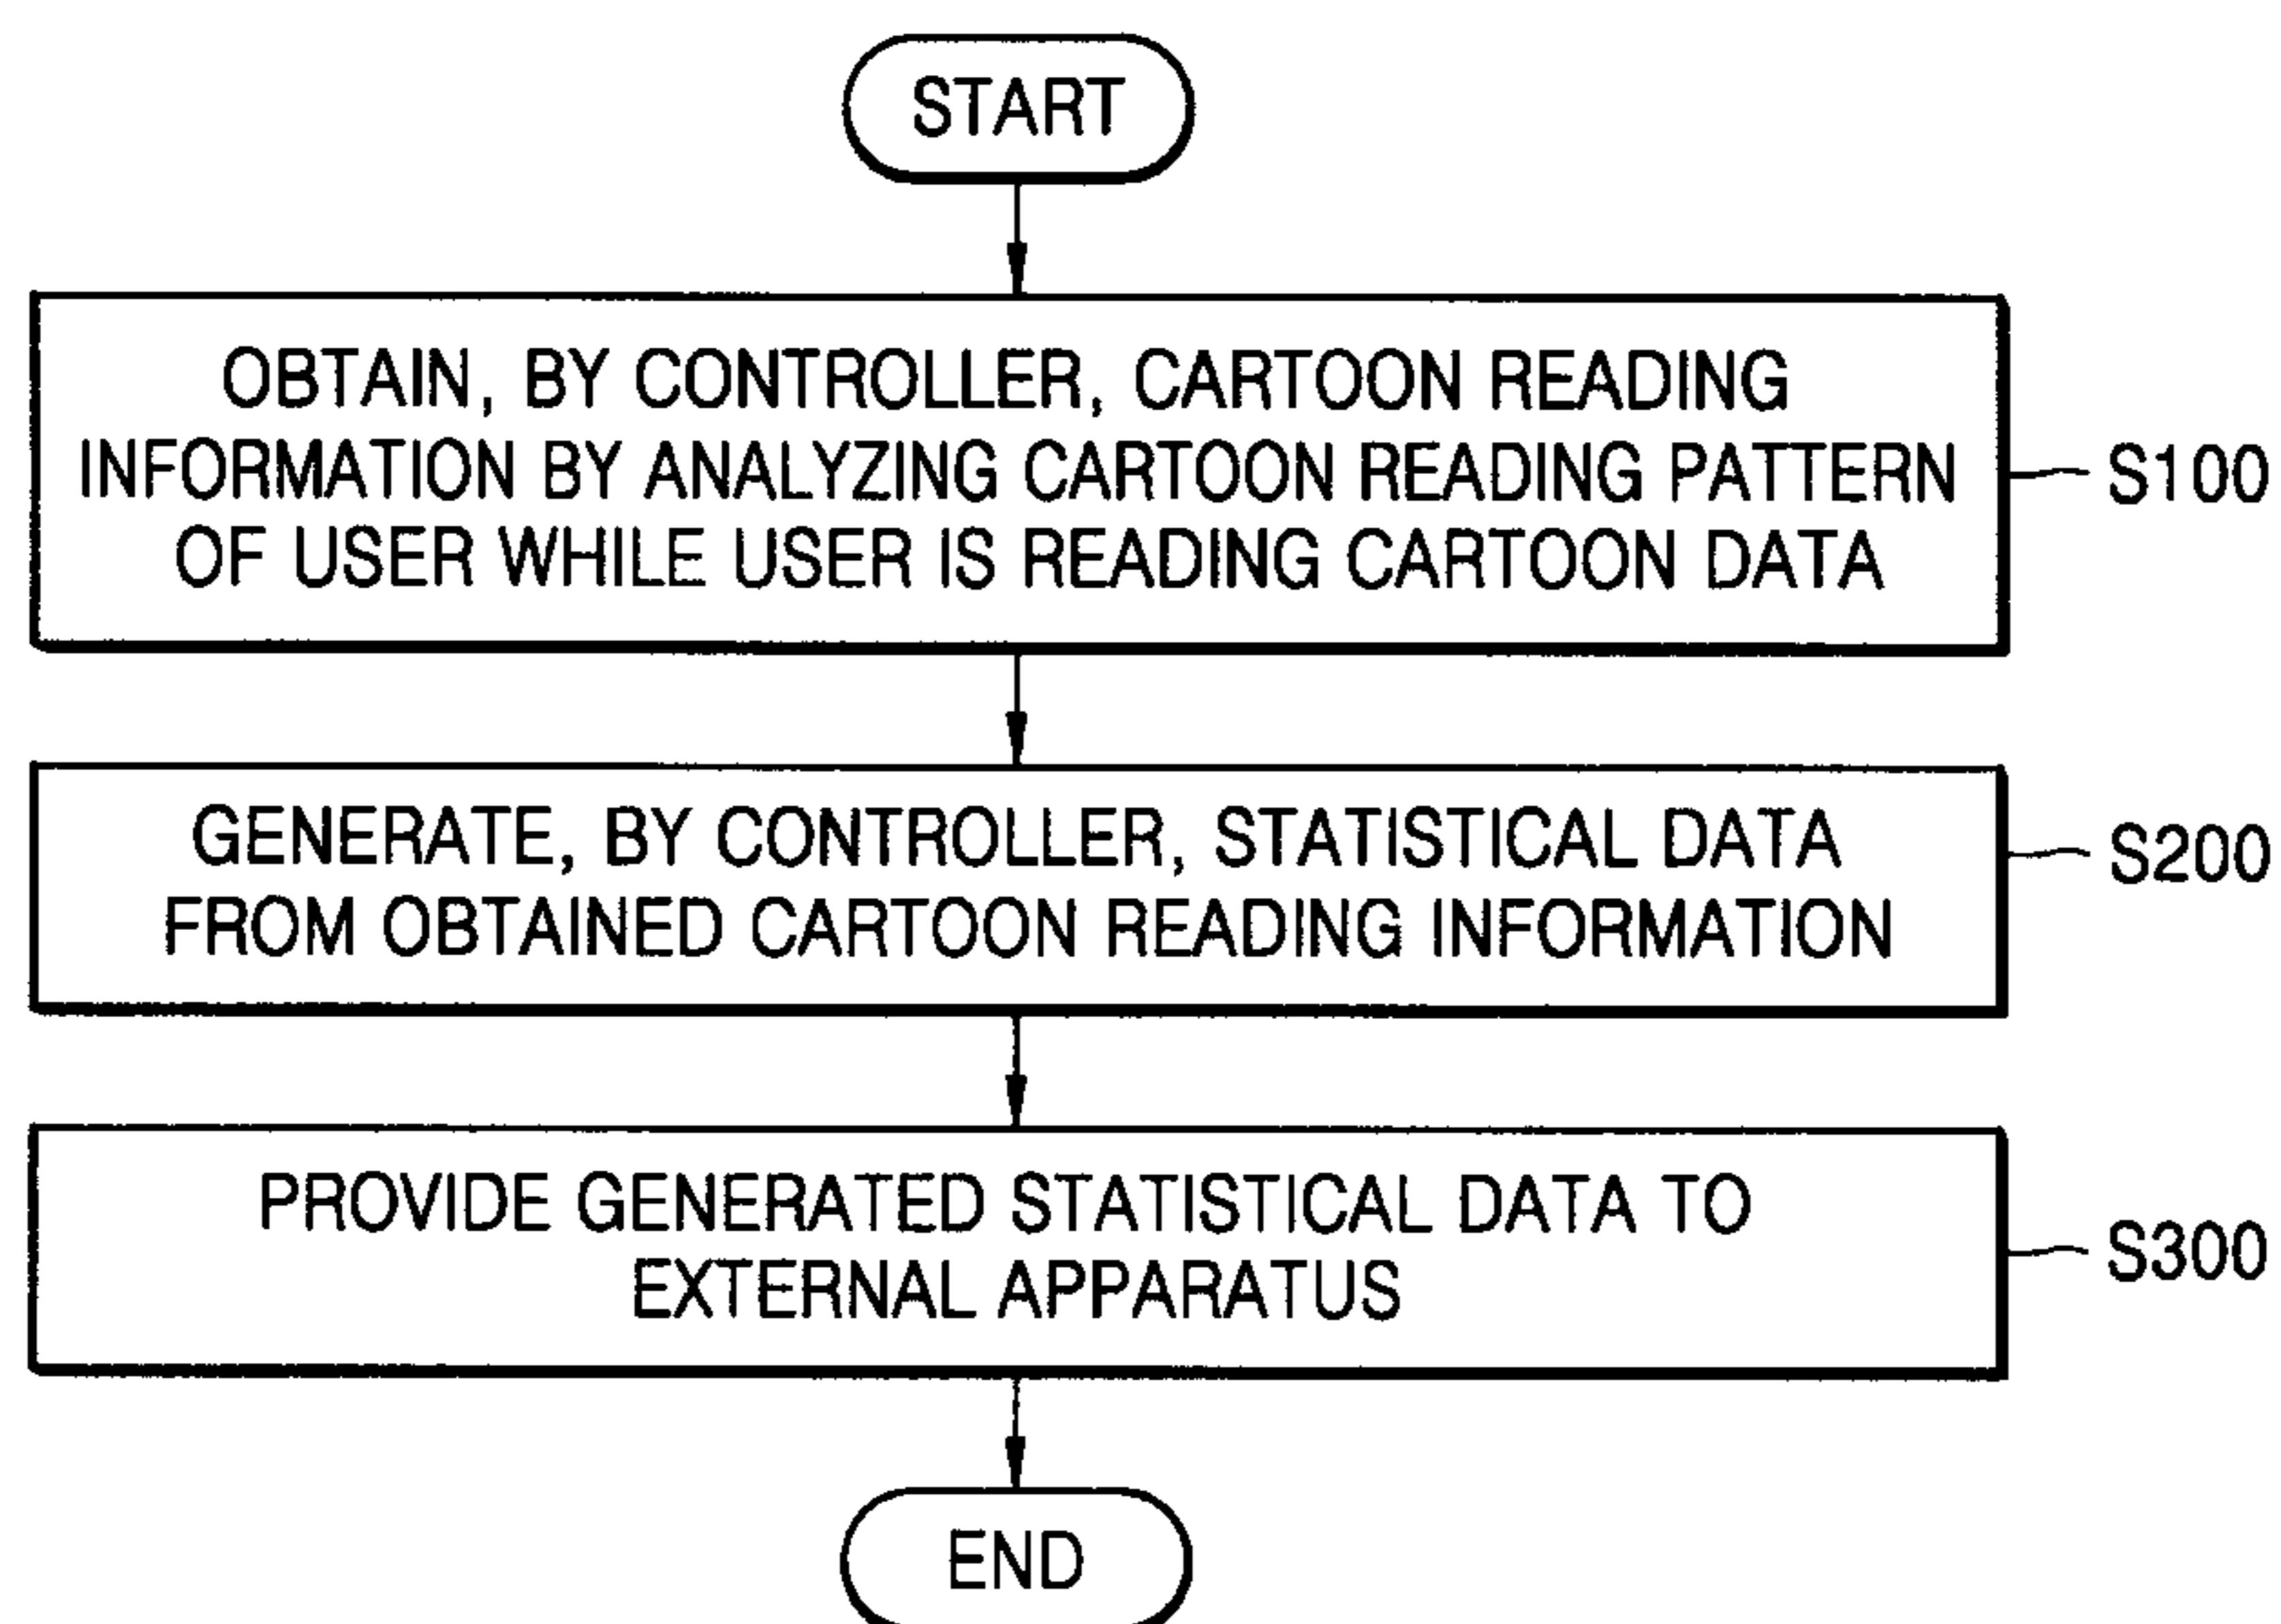 START
OBTAIN, BY CONTROLLER, CARTOON READING
INFORMATION BY ANALYZING CARTOON READING PATTERN
OF USER WHILE USER IS READING CARTOON DATA
S100
GENERATE, BY CONTROLLER, STATISTICAL DATA
FROM OBTAINED CARTOON READING INFORMATION
S200
PROVIDE GENERATED STATISTICAL DATA TO
EXTERNAL APPARATUS
S300
END